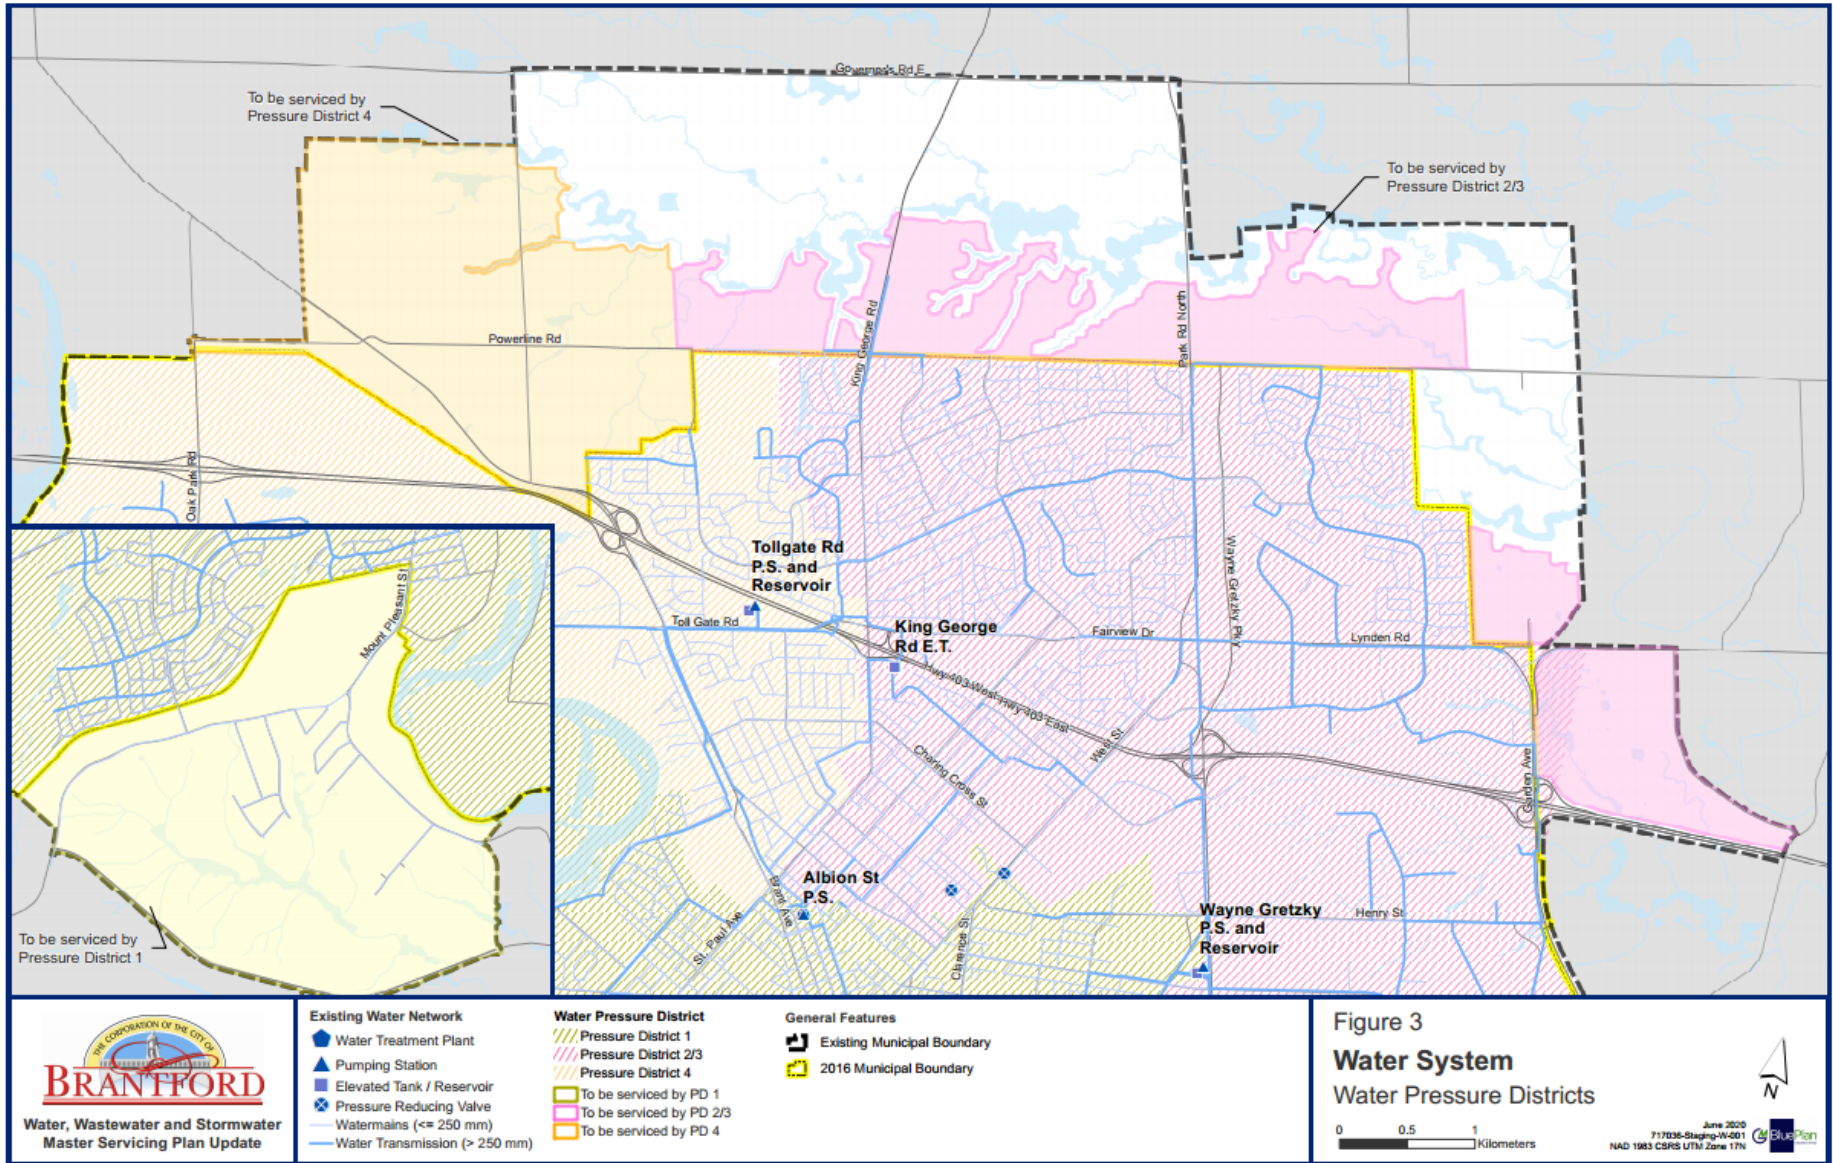 Governor's Rd E
To be serviced by
Pressure District 4
To be serviced by
Pressure District 2/3
Powerline Rd
King George Rd
King George Rd
Park Rd North
Oak Park Rd
Tollgate Rd
P.S. and
Reservoir
Toll Gate Rd
King George
Rd E.T.
Fairview Dr
Wayne Gretzky Pky
Lynden Rd
Hwy 403 West
Hwy 403 East
West St
Charing Cross St
Garden Ave
Mount Pleasant St
To be serviced by
Pressure District 1
Albion St
P.S.
Brant Ave
St. Paul Ave
Clarence St
Wayne Gretzky
P.S. and
Reservoir
Henry St
THE CORPORATION OF THE CITY OF
BRANTFORD
Water, Wastewater and Stormwater
Master Servicing Plan Update
Existing Water Network
Water Treatment Plant
Pumping Station
Elevated Tank / Reservoir
Pressure Reducing Valve
Watermains (<= 250 mm)
Water Transmission (> 250 mm)
Water Pressure District
Pressure District 1
Pressure District 2/3
Pressure District 4
To be serviced by PD 1
To be serviced by PD 2/3
To be serviced by PD 4
General Features
Existing Municipal Boundary
2016 Municipal Boundary
Figure 3
Water System
Water Pressure Districts
0 0.5 1
Kilometers
N
June 2020
717036-Staging-W-001
NAD 1983 CSRS UTM Zone 17N
BluePlan